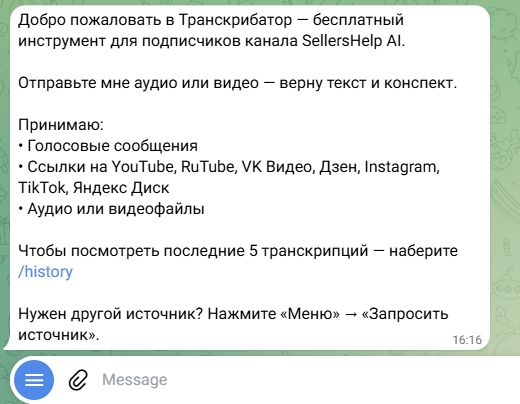 Добро пожаловать в Транскрибатор — бесплатный
инструмент для подписчиков канала SellersHelp AI.
Отправьте мне аудио или видео — верну текст и конспект.
Принимаю:
• Голосовые сообщения
• Ссылки на YouTube, RuTube, VK Видео, Дзен, Instagram,
TikTok, Яндекс Диск
• Аудио или видеофайлы
Чтобы посмотреть последние 5 транскрипций — наберите
/history
Нужен другой источник? Нажмите «Меню» → «Запросить
источник».
16:16
Message